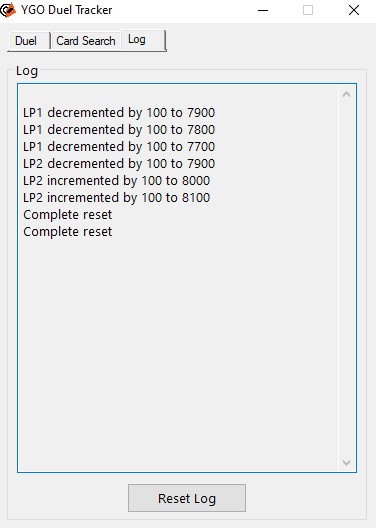 YGO Duel Tracker
Duel Card Search Log
Log
LP1 decremented by 100 to 7900
LP1 decremented by 100 to 7800
LP1 decremented by 100 to 7700
LP2 decremented by 100 to 7900
LP2 incremented by 100 to 8000
LP2 incremented by 100 to 8100
Complete reset
Complete reset
Reset Log